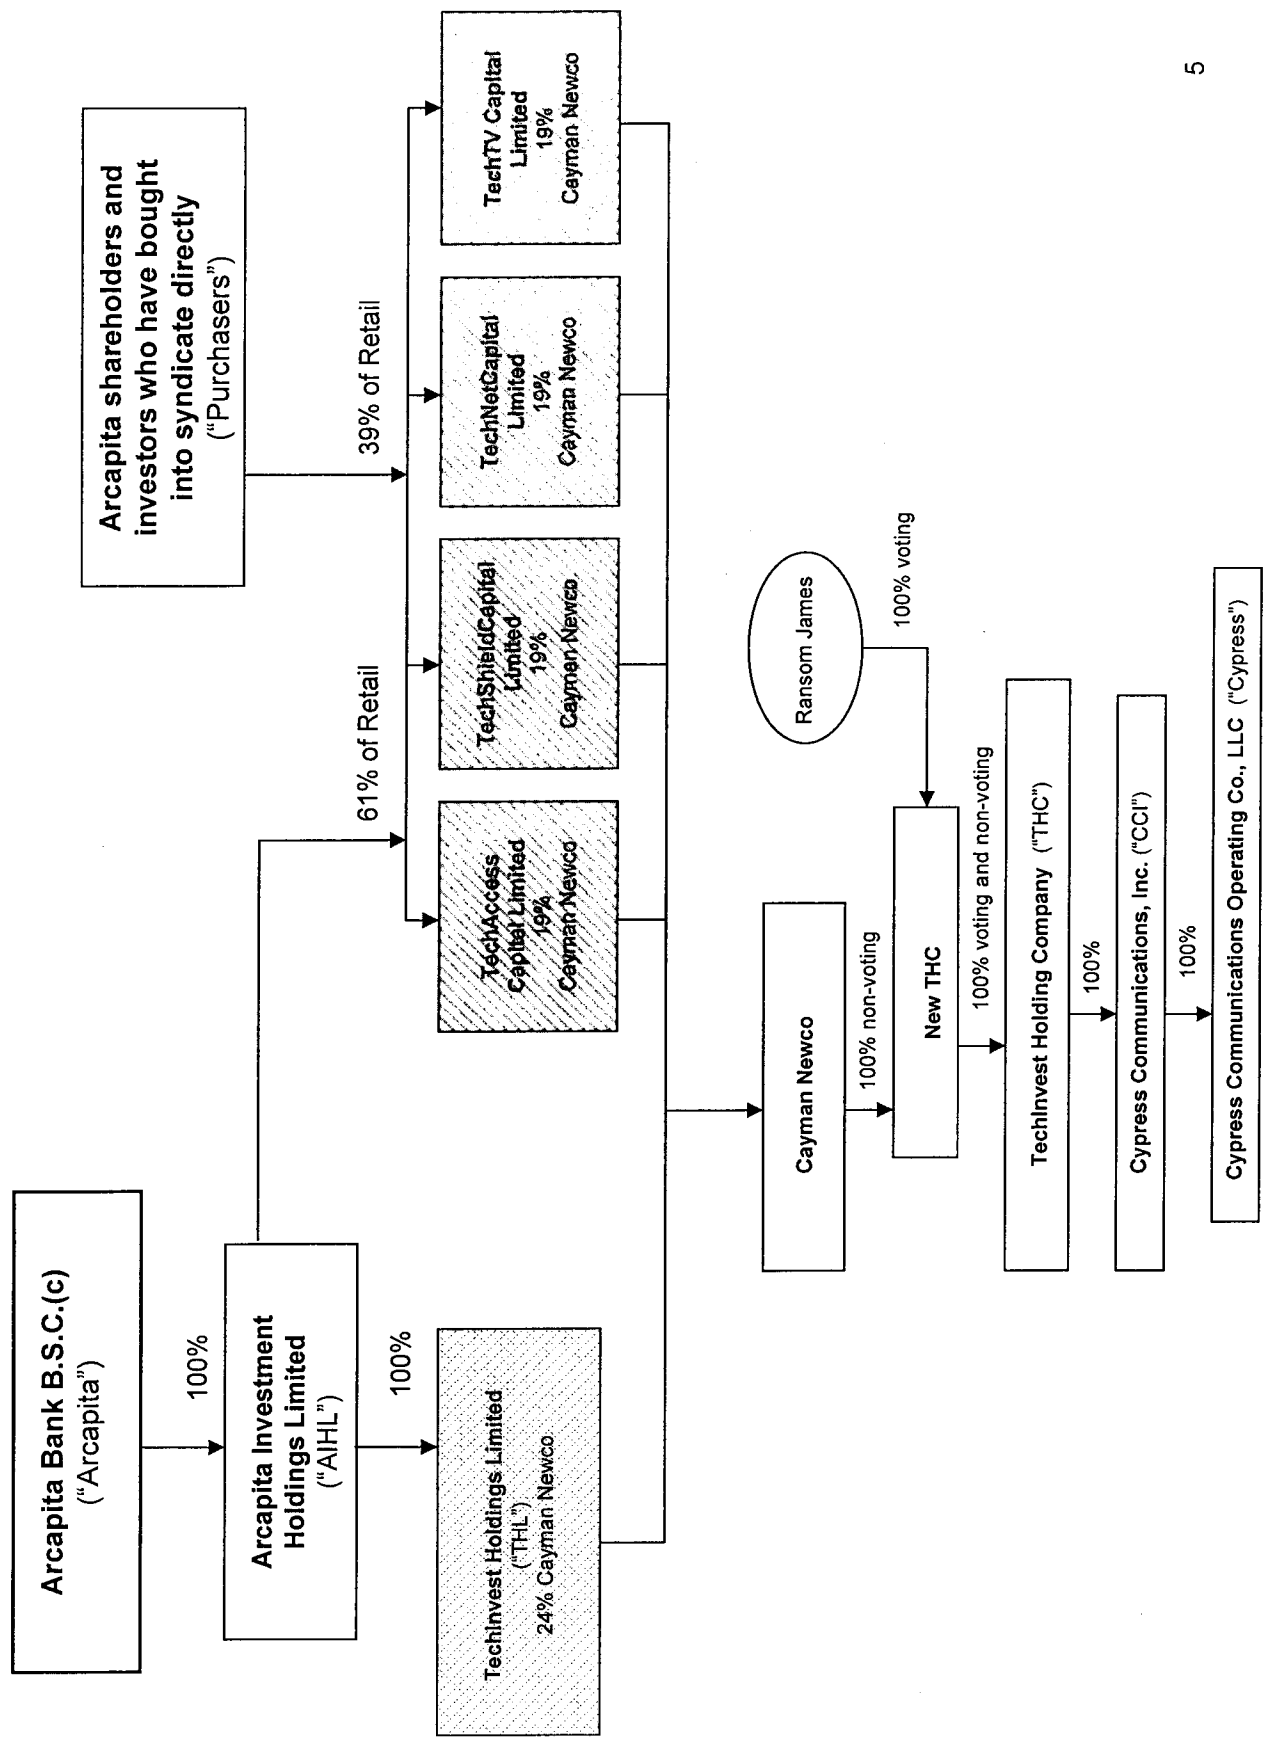 Arcapita Bank B.S.C.(c)
("Arcapita")
100%
Arcapita Investment
Holdings Limited
("AIHL")
100%
Arcapita shareholders and
investors who have bought
into syndicate directly
("Purchasers")
61% of Retail
39% of Retail
TechInvest Holdings Limited
("THL")
24% Cayman Newco
TechAccess
Capital Limited
19%
Cayman Newco
TechShieldCapital
Limited
19%
Cayman Newco
TechNetCapital
Limited
19%
Cayman Newco
TechTV Capital
Limited
19%
Cayman Newco
Cayman Newco
Ransom James
100% non-voting
100% voting
New THC
100% voting and non-voting
TechInvest Holding Company ("THC")
100%
Cypress Communications, Inc. ("CCI")
100%
Cypress Communications Operating Co., LLC ("Cypress")
5